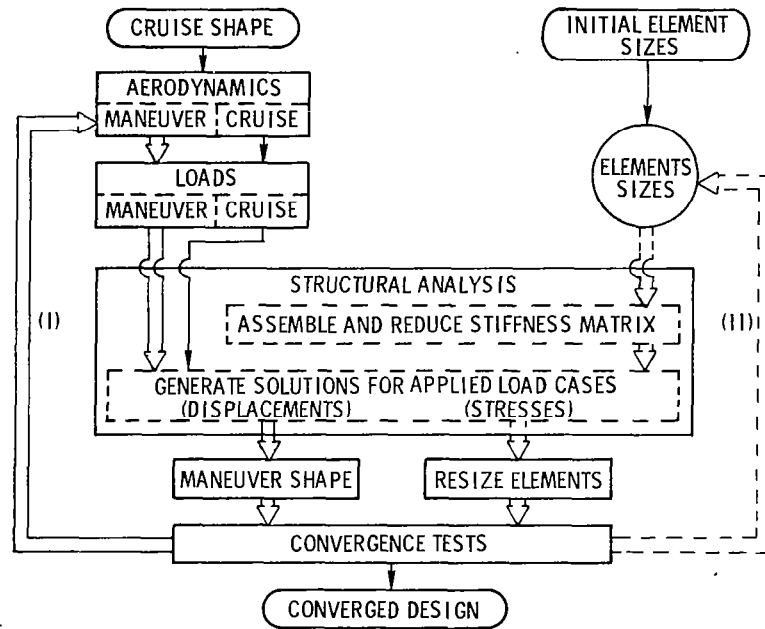 CRUISE SHAPE
INITIAL ELEMENT
SIZES
AERODYNAMICS
MANEUVER CRUISE
LOADS
MANEUVER CRUISE
ELEMENTS
SIZES
STRUCTURAL ANALYSIS
ASSEMBLE AND REDUCE STIFFNESS MATRIX
(I)
(II)
GENERATE SOLUTIONS FOR APPLIED LOAD CASES
(DISPLACEMENTS) (STRESSES)
MANEUVER SHAPE
RESIZE ELEMENTS
CONVERGENCE TESTS
CONVERGED DESIGN